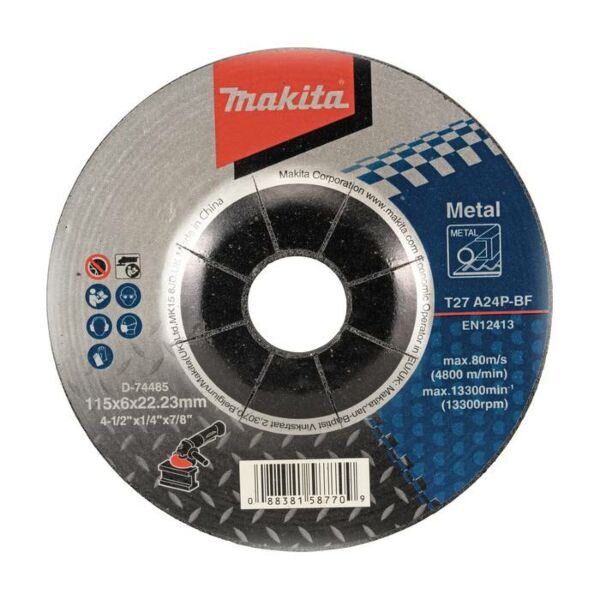 makita
Makita Corporation www.makita.com
Metal
METAL
T27 A24P-BF
EN12413
max.80m/s
(4800 m/min)
max.13300min⁻¹
(13300rpm)
D-74485
115x6x22.23mm
4-1/2"x1/4"x7/8"
Economic Operator in EU/UK: Makita,Jan-Baptist Vinkstraat 2,3070,Belgium/Makita(UK)Ltd.MK15 8JD,UK Made in China
0 88381 58770 9